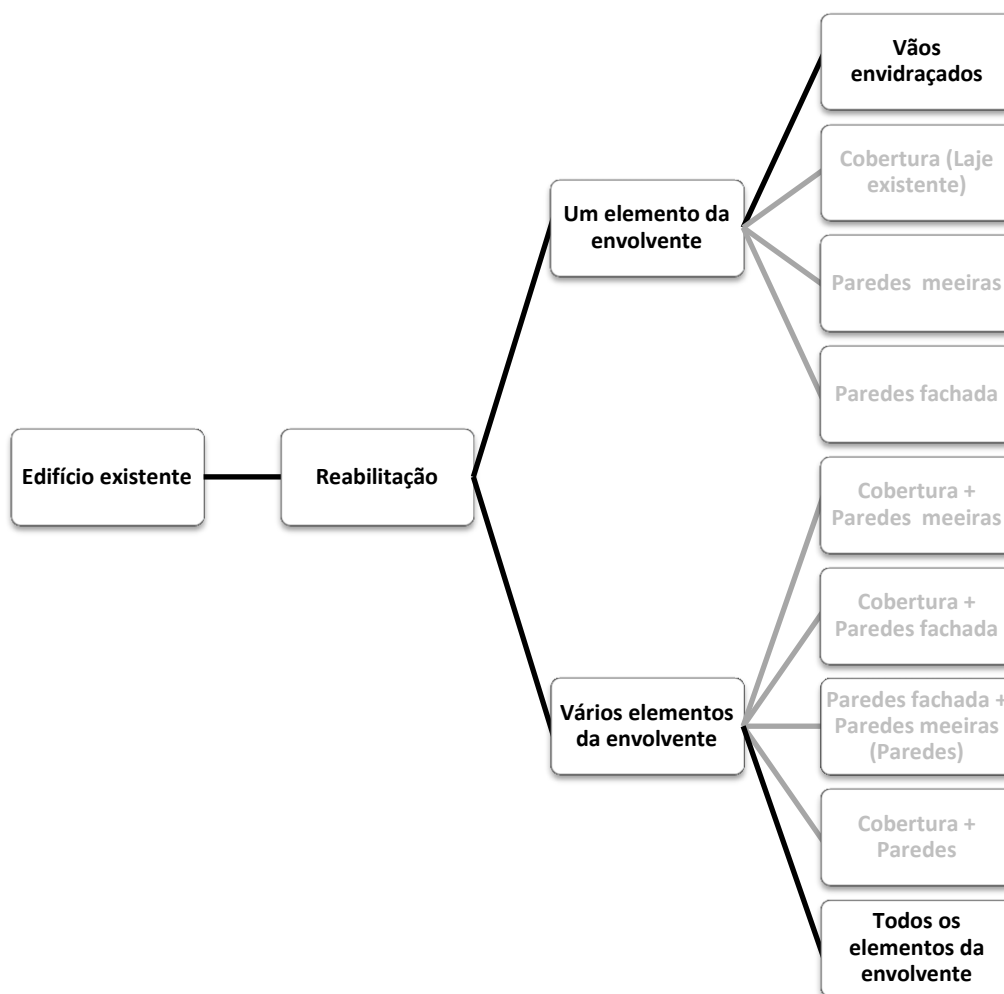 Vãos
envidraçados
Cobertura (Laje
existente)
Um elemento da
envolvente
Paredes  meeiras
Paredes fachada
Edifício existente
Reabilitação
Cobertura +
Paredes  meeiras
Cobertura +
Paredes fachada
Vários elementos
da envolvente
Paredes fachada +
Paredes meeiras
(Paredes)
Cobertura +
Paredes
Todos os
elementos da
envolvente